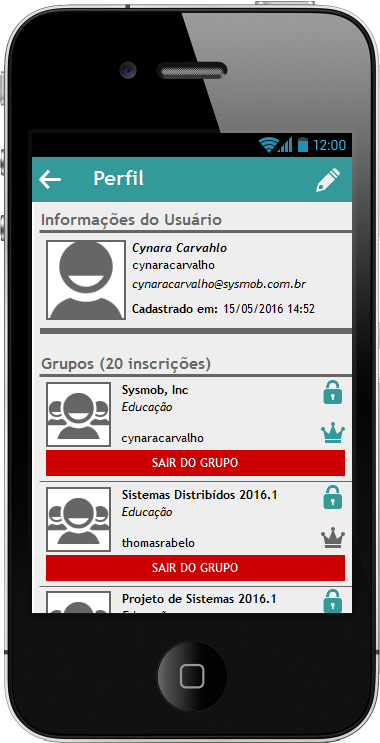 12:00
Perfil
Informações do Usuário
Cynara Carvahlo
cynaracarvalho
cynaracarvalho@sysmob.com.br
Cadastrado em: 15/05/2016 14:52
Grupos (20 inscrições)
Sysmob, Inc
Educação
cynaracarvalho
SAIR DO GRUPO
Sistemas Distribídos 2016.1
Educação
thomasrabelo
SAIR DO GRUPO
Projeto de Sistemas 2016.1
Educação